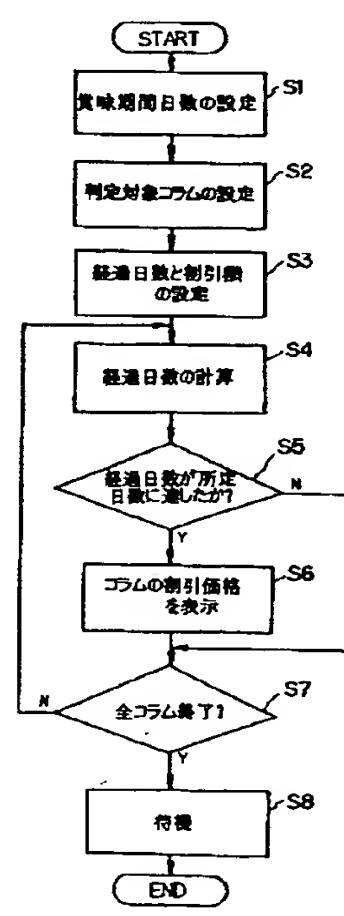 START
S1
賞味期間日数の設定
S2
判定対象コラムの設定
S3
経過日数と割引額
の設定
S4
経過日数の計算
S5
経過日数が所定
日数に達したか?
N
Y
S6
コラムの割引価格
を表示
S7
全コラム終了?
N
Y
S8
待機
END